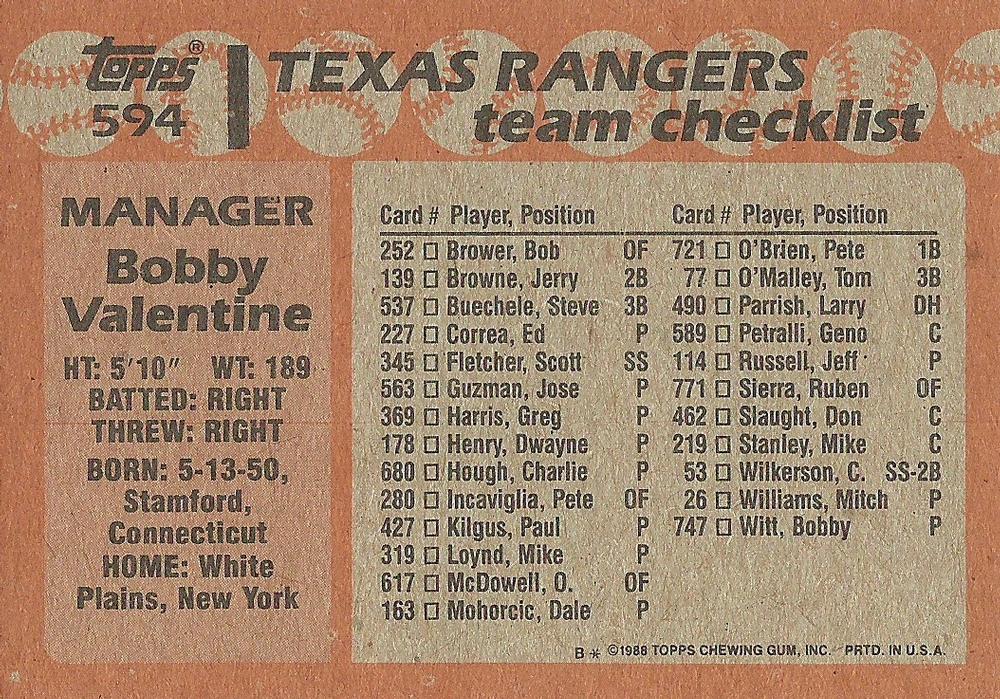 topps® TEXAS RANGERS
594 team checklist
MANAGER
Bobby
Valentine
HT: 5'10" WT: 189
BATTED: RIGHT
THREW: RIGHT
BORN: 5-13-50,
Stamford,
Connecticut
HOME: White
Plains, New York
Card # Player, Position
252 □ Brower, Bob OF
139 □ Browne, Jerry 2B
537 □ Buechele, Steve 3B
227 □ Correa, Ed P
345 □ Fletcher, Scott SS
563 □ Guzman, Jose P
369 □ Harris, Greg P
178 □ Henry, Dwayne P
680 □ Hough, Charlie P
280 □ Incaviglia, Pete OF
427 □ Kilgus, Paul P
319 □ Loynd, Mike P
617 □ McDowell, O. OF
163 □ Mohorcic, Dale P
Card # Player, Position
721 □ O'Brien, Pete 1B
77 □ O'Malley, Tom 3B
490 □ Parrish, Larry DH
589 □ Petralli, Geno C
114 □ Russell, Jeff P
771 □ Sierra, Ruben OF
462 □ Slaught, Don C
219 □ Stanley, Mike C
53 □ Wilkerson, C. SS-2B
26 □ Williams, Mitch P
747 □ Witt, Bobby P
B* ©1988 TOPPS CHEWING GUM, INC. PRTD. IN U.S.A.